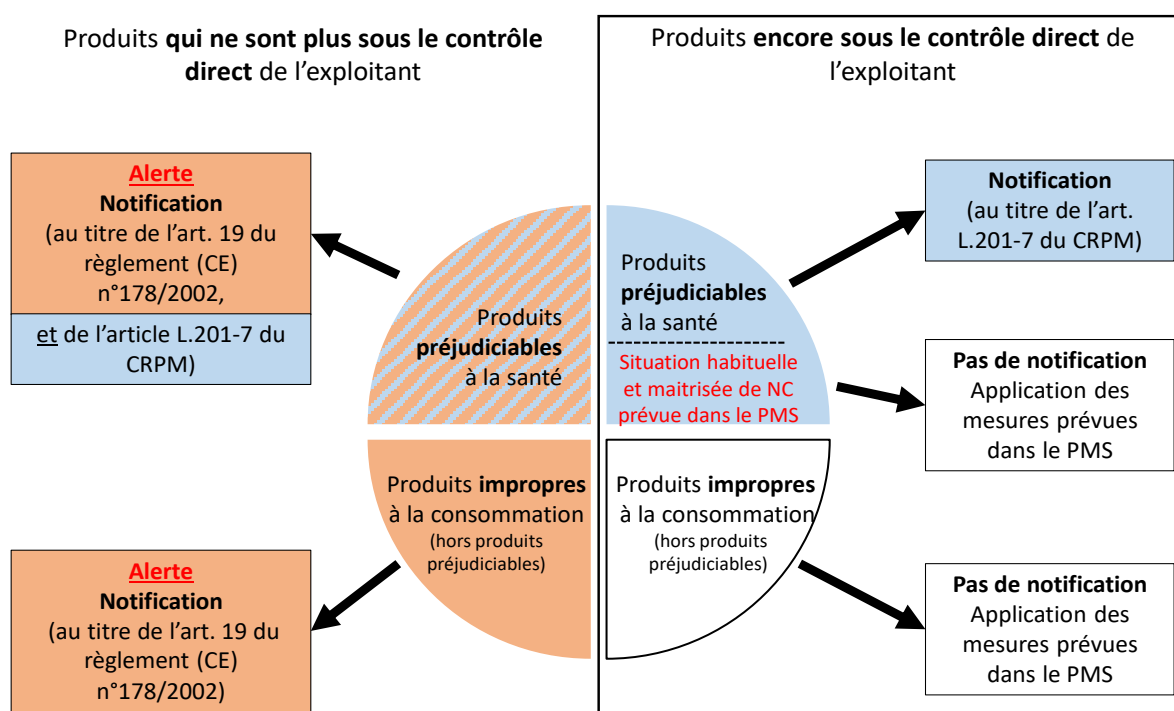 Produits qui ne sont plus sous le contrôle
direct de l'exploitant
Produits encore sous le contrôle direct de
l'exploitant
Alerte
Notification
(au titre de l'art. 19 du
règlement (CE)
n°178/2002,
et de l'article L.201-7 du
CRPM)
Produits
préjudiciables
à la santé
Produits
préjudiciables
à la santé
Situation habituelle
et maitrisée de NC
prévue dans le PMS
Notification
(au titre de l'art.
L.201-7 du CRPM)
Pas de notification
Application des
mesures prévues
dans le PMS
Produits impropres
à la consommation
(hors produits
préjudiciables)
Produits impropres
à la consommation
(hors produits
préjudiciables)
Alerte
Notification
(au titre de l'art. 19 du
règlement (CE)
n°178/2002)
Pas de notification
Application des
mesures prévues
dans le PMS